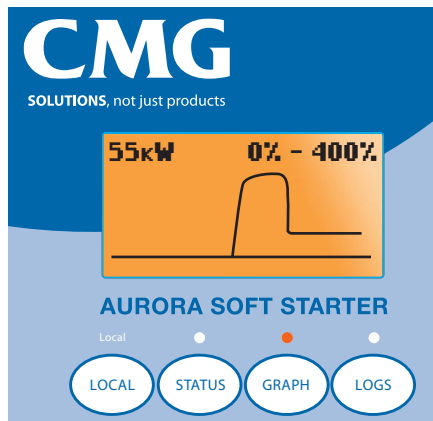 CMG
SOLUTIONS, not just products
55kW 0% - 400%
AURORA SOFT STARTER
Local
LOCAL STATUS GRAPH LOGS